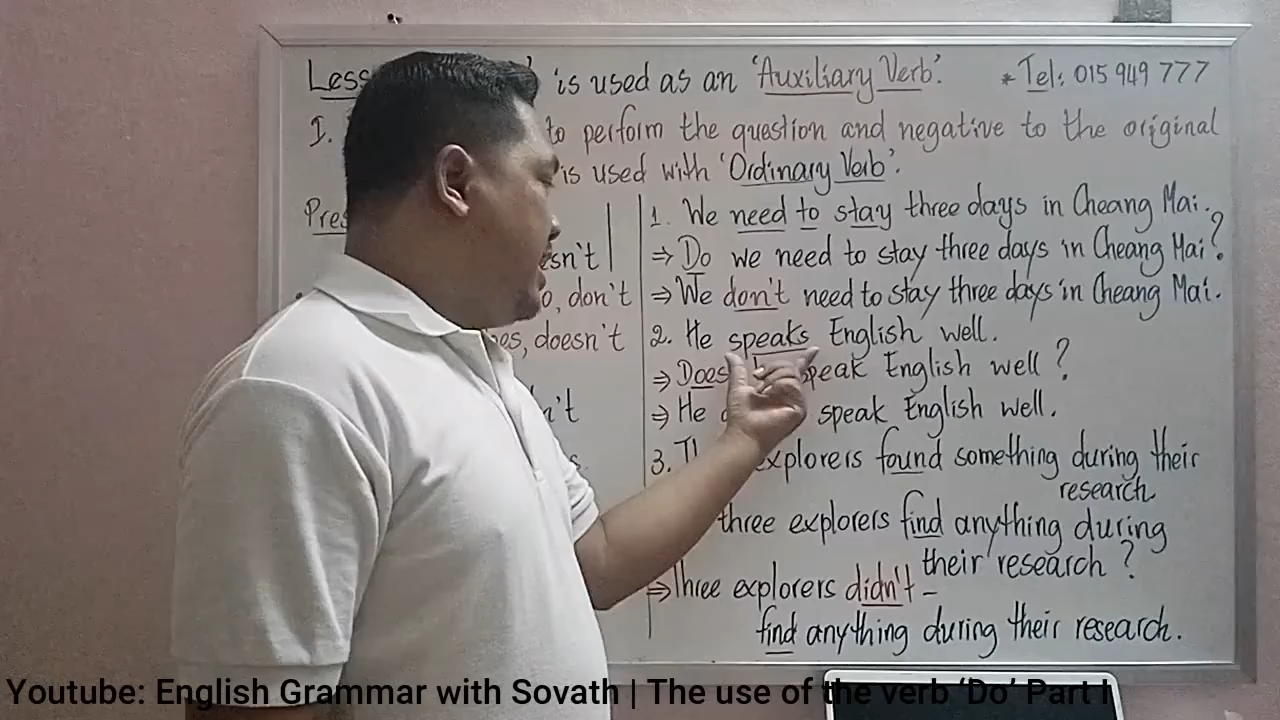 Less ' is used as an 'Auxiliary Verb'. * Tel: 015 949 777
I. to perform the question and negative to the original
is used with 'Ordinary Verb'.
Pres
esn't
o, don't
oes, doesn't
n't
1. We need to stay three days in Cheang Mai.
⇒ Do we need to stay three days in Cheang Mai?
⇒ We don't need to stay three days in Cheang Mai.
2. He speaks English well.
⇒ Does speak English well?
⇒ He speak English well.
3. explorers found something during their
research
three explorers find anything during
their research?
⇒ Three explorers didn't -
find anything during their research.
Youtube: English Grammar with Sovath | The use of the verb ‘Do’ Part I